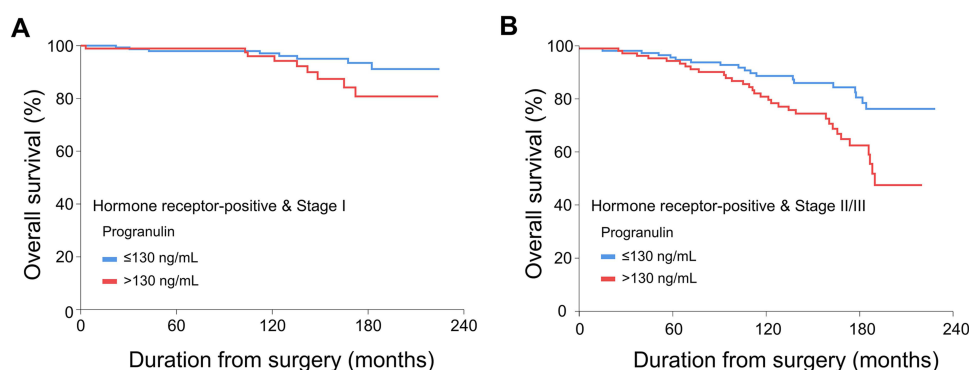 A
Overall survival (%)
100
80
60
40
20
0
Hormone receptor-positive & Stage I
Progranulin
≤130 ng/mL
>130 ng/mL
0 60 120 180 240
Duration from surgery (months)
B
Overall survival (%)
100
80
60
40
20
0
Hormone receptor-positive & Stage II/III
Progranulin
≤130 ng/mL
>130 ng/mL
0 60 120 180 240
Duration from surgery (months)